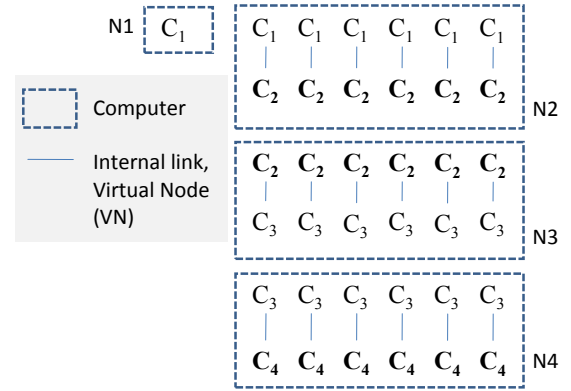 N1 C₁
C₁ C₁ C₁ C₁ C₁ C₁
C₂ C₂ C₂ C₂ C₂ C₂
N2
Computer
Internal link,
Virtual Node
(VN)
C₂ C₂ C₂ C₂ C₂ C₂
C₃ C₃ C₃ C₃ C₃ C₃
N3
C₃ C₃ C₃ C₃ C₃ C₃
C₄ C₄ C₄ C₄ C₄ C₄
N4